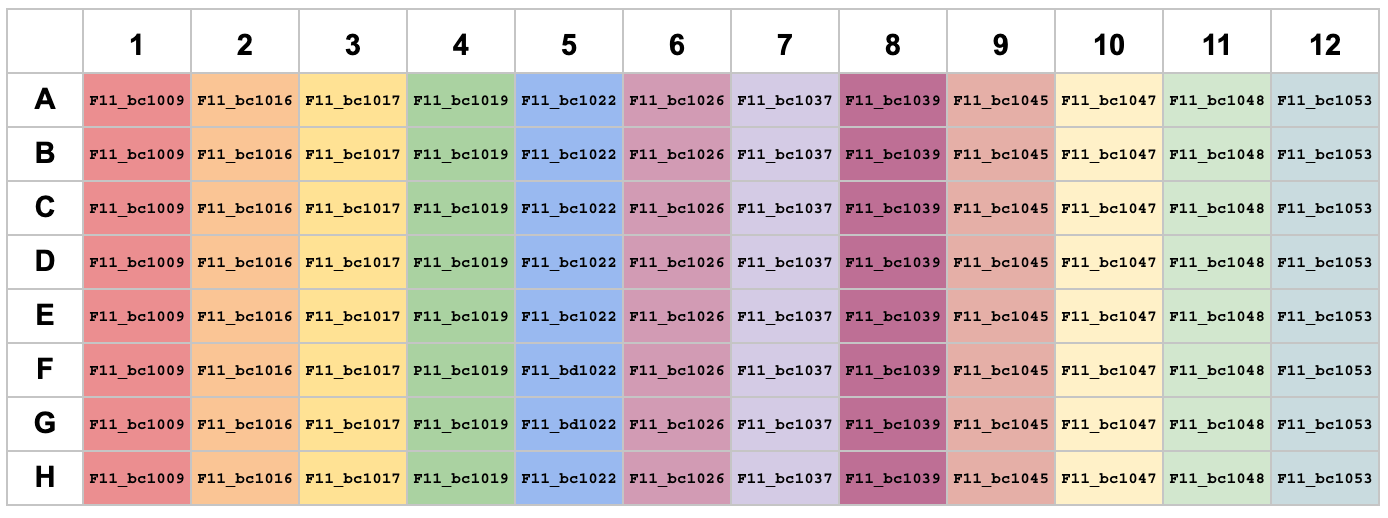 1 2 3 4 5 6 7 8 9 10 11 12
A F11_bc1009 F11_bc1016 F11_bc1017 F11_bc1019 F11_bc1022 F11_bc1026 F11_bc1037 F11_bc1039 F11_bc1045 F11_bc1047 F11_bc1048 F11_bc1053
B F11_bc1009 F11_bc1016 F11_bc1017 F11_bc1019 F11_bc1022 F11_bc1026 F11_bc1037 F11_bc1039 F11_bc1045 F11_bc1047 F11_bc1048 F11_bc1053
C F11_bc1009 F11_bc1016 F11_bc1017 F11_bc1019 F11_bc1022 F11_bc1026 F11_bc1037 F11_bc1039 F11_bc1045 F11_bc1047 F11_bc1048 F11_bc1053
D F11_bc1009 F11_bc1016 F11_bc1017 F11_bc1019 F11_bc1022 F11_bc1026 F11_bc1037 F11_bc1039 F11_bc1045 F11_bc1047 F11_bc1048 F11_bc1053
E F11_bc1009 F11_bc1016 F11_bc1017 F11_bc1019 F11_bc1022 F11_bc1026 F11_bc1037 F11_bc1039 F11_bc1045 F11_bc1047 F11_bc1048 F11_bc1053
F F11_bc1009 F11_bc1016 F11_bc1017 P11_bc1019 F11_bd1022 F11_bc1026 F11_bc1037 F11_bc1039 F11_bc1045 F11_bc1047 F11_bc1048 F11_bc1053
G F11_bc1009 F11_bc1016 F11_bc1017 F11_bc1019 F11_bd1022 F11_bc1026 F11_bc1037 F11_bc1039 F11_bc1045 F11_bc1047 F11_bc1048 F11_bc1053
H F11_bc1009 F11_bc1016 F11_bc1017 F11_bc1019 F11_bc1022 F11_bc1026 F11_bc1037 F11_bc1039 F11_bc1045 F11_bc1047 F11_bc1048 F11_bc1053